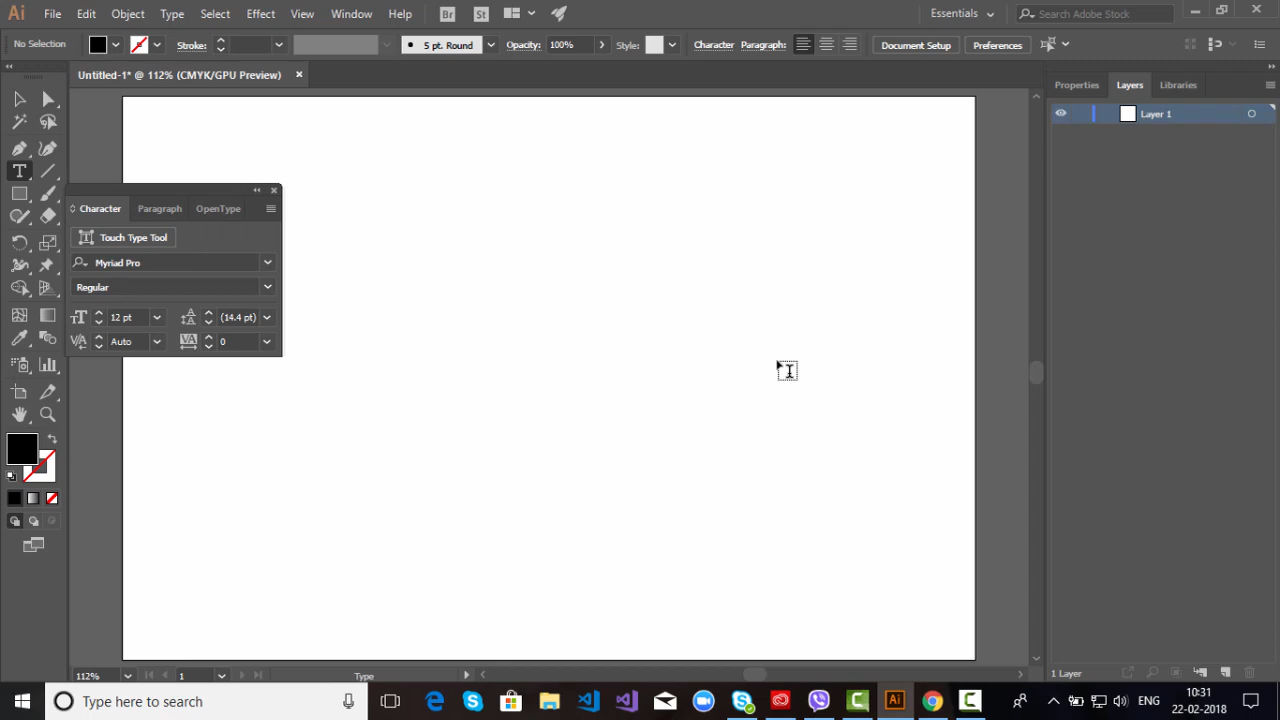 Ai File Edit Object Type Select Effect View Window Help Br St Essentials Search Adobe Stock
No Selection Stroke: 5 pt. Round Opacity: 100% Style: Character Paragraph: Document Setup Preferences
Untitled-1* @ 112% (CMYK/GPU Preview)
Properties Layers Libraries
Layer 1
Character Paragraph OpenType
Touch Type Tool
Myriad Pro
Regular
12 pt (14.4 pt)
Auto 0
112% 1 Type 1 Layer
Type here to search
ENG
10:31
22-02-2018